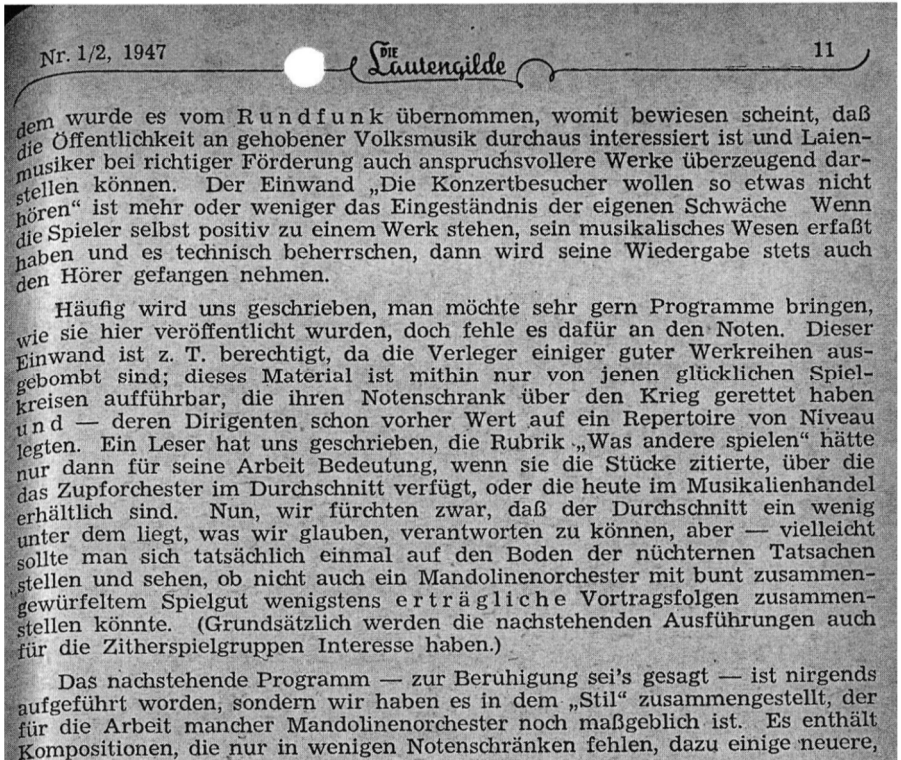 Nr. 1/2, 1947 DIE Lautengilde 11
dem wurde es vom Rundfunk übernommen, womit bewiesen scheint, daß
die Öffentlichkeit an gehobener Volksmusik durchaus interessiert ist und Laien-
musiker bei richtiger Förderung auch anspruchsvollere Werke überzeugend dar-
stellen können. Der Einwand „Die Konzertbesucher wollen so etwas nicht
hören“ ist mehr oder weniger das Eingeständnis der eigenen Schwäche Wenn
die Spieler selbst positiv zu einem Werk stehen, sein musikalisches Wesen erfaßt
haben und es technisch beherrschen, dann wird seine Wiedergabe stets auch
den Hörer gefangen nehmen.
Häufig wird uns geschrieben, man möchte sehr gern Programme bringen,
wie sie hier veröffentlicht wurden, doch fehle es dafür an den Noten. Dieser
Einwand ist z. T. berechtigt, da die Verleger einiger guter Werkreihen aus-
gebombt sind; dieses Material ist mithin nur von jenen glücklichen Spiel-
kreisen aufführbar, die ihren Notenschrank über den Krieg gerettet haben
und — deren Dirigenten schon vorher Wert auf ein Repertoire von Niveau
legten. Ein Leser hat uns geschrieben, die Rubrik „Was andere spielen“ hätte
nur dann für seine Arbeit Bedeutung, wenn sie die Stücke zitierte, über die
das Zupforchester im Durchschnitt verfügt, oder die heute im Musikalienhandel
erhältlich sind. Nun, wir fürchten zwar, daß der Durchschnitt ein wenig
unter dem liegt, was wir glauben, verantworten zu können, aber — vielleicht
sollte man sich tatsächlich einmal auf den Boden der nüchternen Tatsachen
stellen und sehen, ob nicht auch ein Mandolinenorchester mit bunt zusammen-
gewürfeltem Spielgut wenigstens erträgliche Vortragsfolgen zusammen-
stellen könnte. (Grundsätzlich werden die nachstehenden Ausführungen auch
für die Zitherspielgruppen Interesse haben.)
Das nachstehende Programm — zur Beruhigung sei's gesagt — ist nirgends
aufgeführt worden, sondern wir haben es in dem „Stil“ zusammengestellt, der
für die Arbeit mancher Mandolinenorchester noch maßgeblich ist. Es enthält
Kompositionen, die nur in wenigen Notenschränken fehlen, dazu einige neuere,